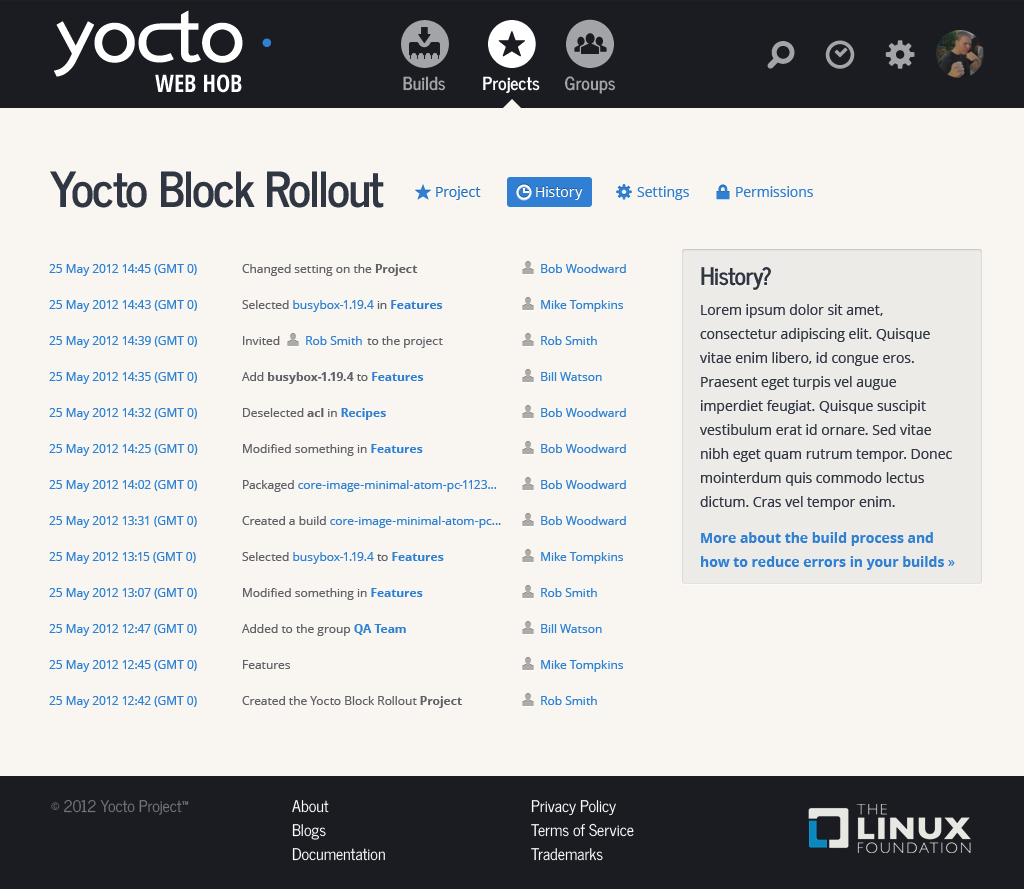 yocto
WEB HOB
Builds
Projects
Groups
Yocto Block Rollout
Project
History
Settings
Permissions
25 May 2012 14:45 (GMT 0) Changed setting on the Project Bob Woodward
25 May 2012 14:43 (GMT 0) Selected busybox-1.19.4 in Features Mike Tompkins
25 May 2012 14:39 (GMT 0) Invited Rob Smith to the project Rob Smith
25 May 2012 14:35 (GMT 0) Add busybox-1.19.4 to Features Bill Watson
25 May 2012 14:32 (GMT 0) Deselected acl in Recipes Bob Woodward
25 May 2012 14:25 (GMT 0) Modified something in Features Bob Woodward
25 May 2012 14:02 (GMT 0) Packaged core-image-minimal-atom-pc-1123... Bob Woodward
25 May 2012 13:31 (GMT 0) Created a build core-image-minimal-atom-pc... Bob Woodward
25 May 2012 13:15 (GMT 0) Selected busybox-1.19.4 to Features Mike Tompkins
25 May 2012 13:07 (GMT 0) Modified something in Features Rob Smith
25 May 2012 12:47 (GMT 0) Added to the group QA Team Bill Watson
25 May 2012 12:45 (GMT 0) Features Mike Tompkins
25 May 2012 12:42 (GMT 0) Created the Yocto Block Rollout Project Rob Smith
History?
Lorem ipsum dolor sit amet,
consectetur adipiscing elit. Quisque
vitae enim libero, id congue eros.
Praesent eget turpis vel augue
imperdiet feugiat. Quisque suscipit
vestibulum erat id ornare. Sed vitae
nibh eget quam rutrum tempor. Donec
mointerdum quis commodo lectus
dictum. Cras vel tempor enim.
More about the build process and
how to reduce errors in your builds »
© 2012 Yocto Project™
About
Blogs
Documentation
Privacy Policy
Terms of Service
Trademarks
THE
LINUX
FOUNDATION